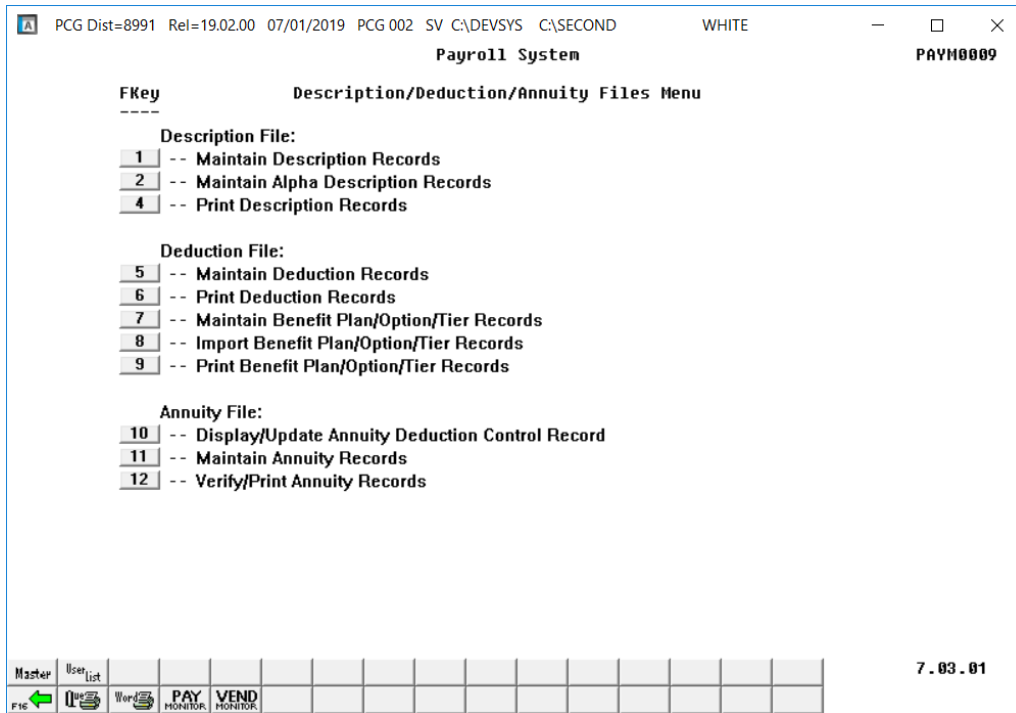 PCG Dist=8991 Rel=19.02.00 07/01/2019 PCG 002 SV C:\DEVSYS C:\SECOND WHITE
Payroll System PAYM0009
FKey Description/Deduction/Annuity Files Menu
----
Description File:
1 -- Maintain Description Records
2 -- Maintain Alpha Description Records
4 -- Print Description Records
Deduction File:
5 -- Maintain Deduction Records
6 -- Print Deduction Records
7 -- Maintain Benefit Plan/Option/Tier Records
8 -- Import Benefit Plan/Option/Tier Records
9 -- Print Benefit Plan/Option/Tier Records
Annuity File:
10 -- Display/Update Annuity Deduction Control Record
11 -- Maintain Annuity Records
12 -- Verify/Print Annuity Records
Master User List 7.03.01
F16 Que Word PAY MONITOR VEND MONITOR